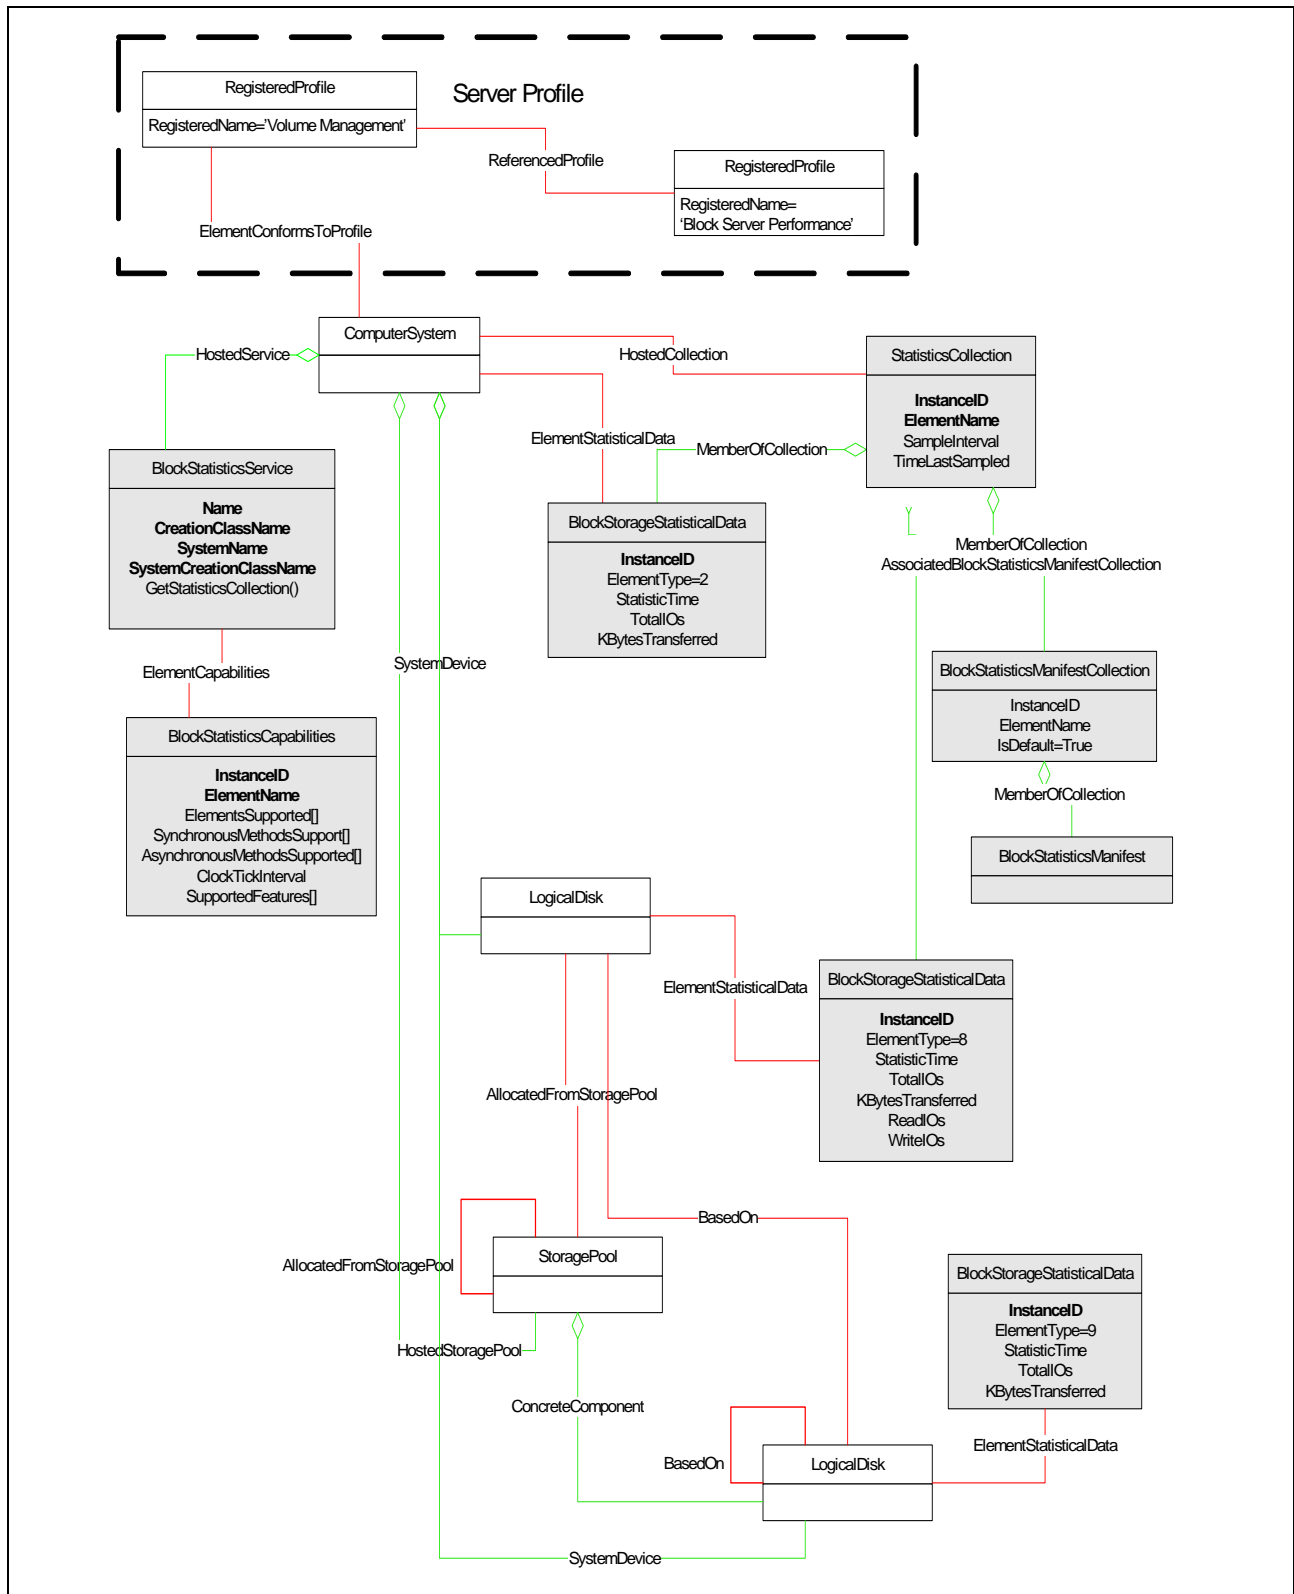 Server Profile
RegisteredProfile
RegisteredName='Volume Management'
ReferencedProfile
RegisteredProfile
RegisteredName=
'Block Server Performance'
ElementConformsToProfile
ComputerSystem
HostedService
HostedCollection
StatisticsCollection
InstanceID
ElementName
SampleInterval
TimeLastSampled
ElementStatisticalData
MemberOfCollection
BlockStatisticsService
Name
CreationClassName
SystemName
SystemCreationClassName
GetStatisticsCollection()
BlockStorageStatisticalData
InstanceID
ElementType=2
StatisticTime
TotalIOs
KBytesTransferred
MemberOfCollection
AssociatedBlockStatisticsManifestCollection
SystemDevice
ElementCapabilities
BlockStatisticsManifestCollection
InstanceID
ElementName
IsDefault=True
BlockStatisticsCapabilities
InstanceID
ElementName
ElementsSupported[]
SynchronousMethodsSupport[]
AsynchronousMethodsSupported[]
ClockTickInterval
SupportedFeatures[]
MemberOfCollection
BlockStatisticsManifest
LogicalDisk
ElementStatisticalData
BlockStorageStatisticalData
InstanceID
ElementType=8
StatisticTime
TotalIOs
KBytesTransferred
ReadIOs
WriteIOs
AllocatedFromStoragePool
BasedOn
StoragePool
AllocatedFromStoragePool
BlockStorageStatisticalData
InstanceID
ElementType=9
StatisticTime
TotalIOs
KBytesTransferred
HostedStoragePool
ConcreteComponent
ElementStatisticalData
BasedOn
LogicalDisk
SystemDevice